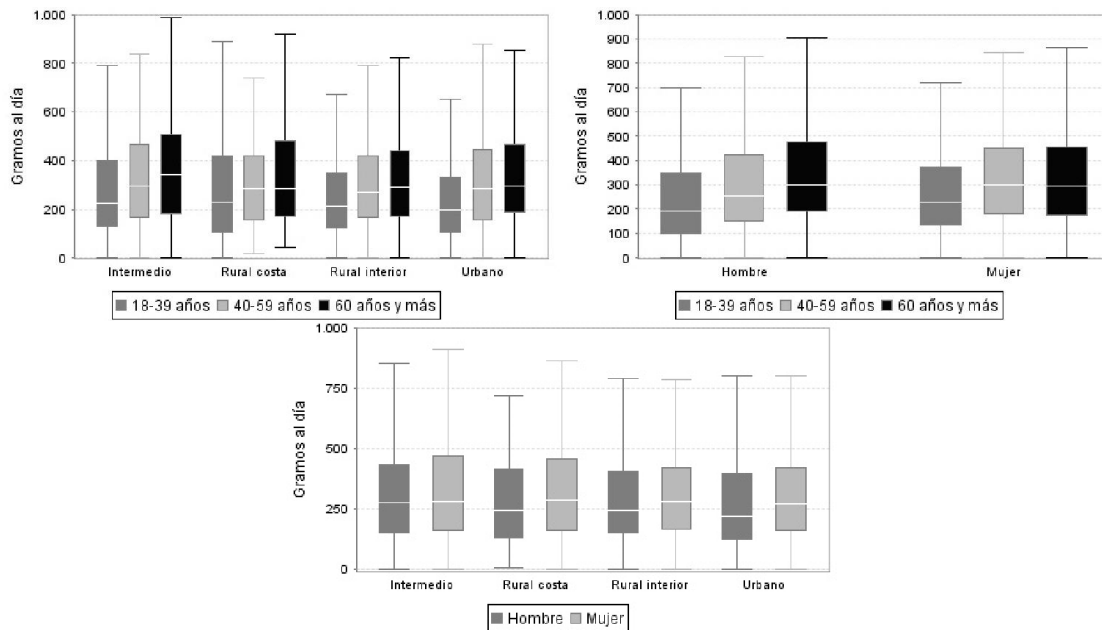 Gramos al día
1.000
800
600
400
200
0
Intermedio Rural costa Rural interior Urbano
18-39 años 40-59 años 60 años y más
Gramos al día
1.000
900
800
700
600
500
400
300
200
100
0
Hombre Mujer
18-39 años 40-59 años 60 años y más
Gramos al día
1.000
750
500
250
0
Intermedio Rural costa Rural interior Urbano
Hombre Mujer